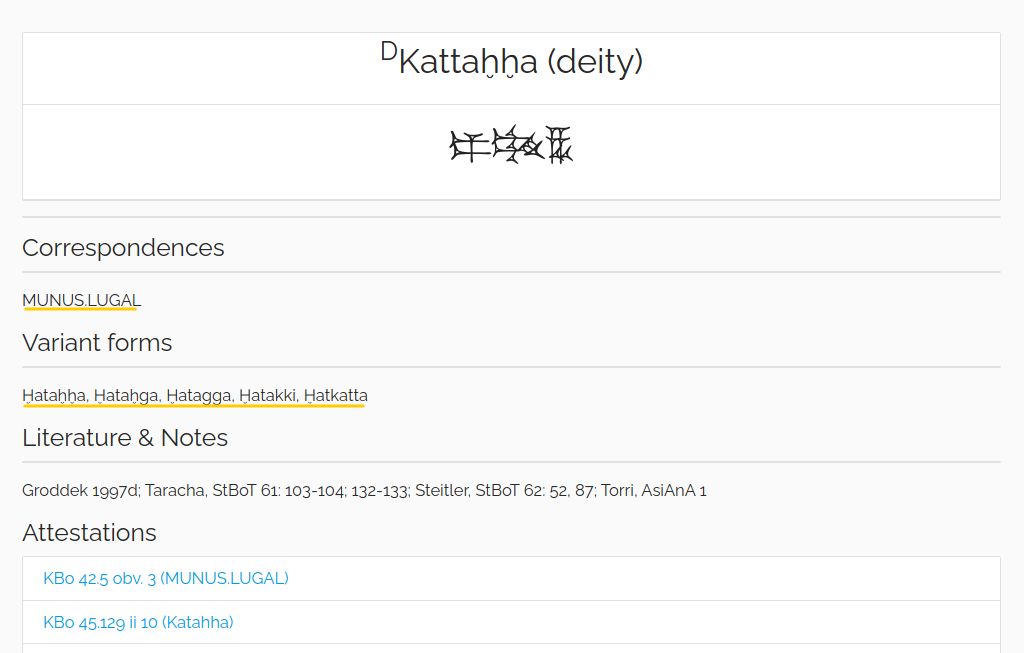 ᴰKattaḫḫa (deity)
Correspondences
MUNUS.LUGAL
Variant forms
Ḫataḫḫa, Ḫataḫga, Ḫatagga, Ḫatakki, Ḫatkatta
Literature & Notes
Groddek 1997d; Taracha, StBoT 61: 103-104; 132-133; Steitler, StBoT 62: 52, 87; Torri, AsiAnA 1
Attestations
KBo 42.5 obv. 3 (MUNUS.LUGAL)
KBo 45.129 ii 10 (Katahha)